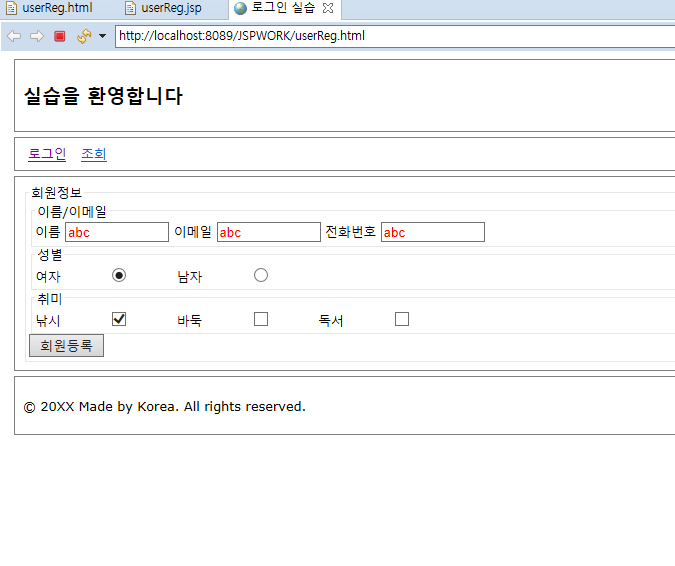 userReg.html userReg.jsp 로그인 실습
http://localhost:8089/JSPWORK/userReg.html
실습을 환영합니다
로그인 조회
회원정보
이름/이메일
이름 abc 이메일 abc 전화번호 abc
성별
여자 남자
취미
낚시 바둑 독서
회원등록
© 20XX Made by Korea. All rights reserved.